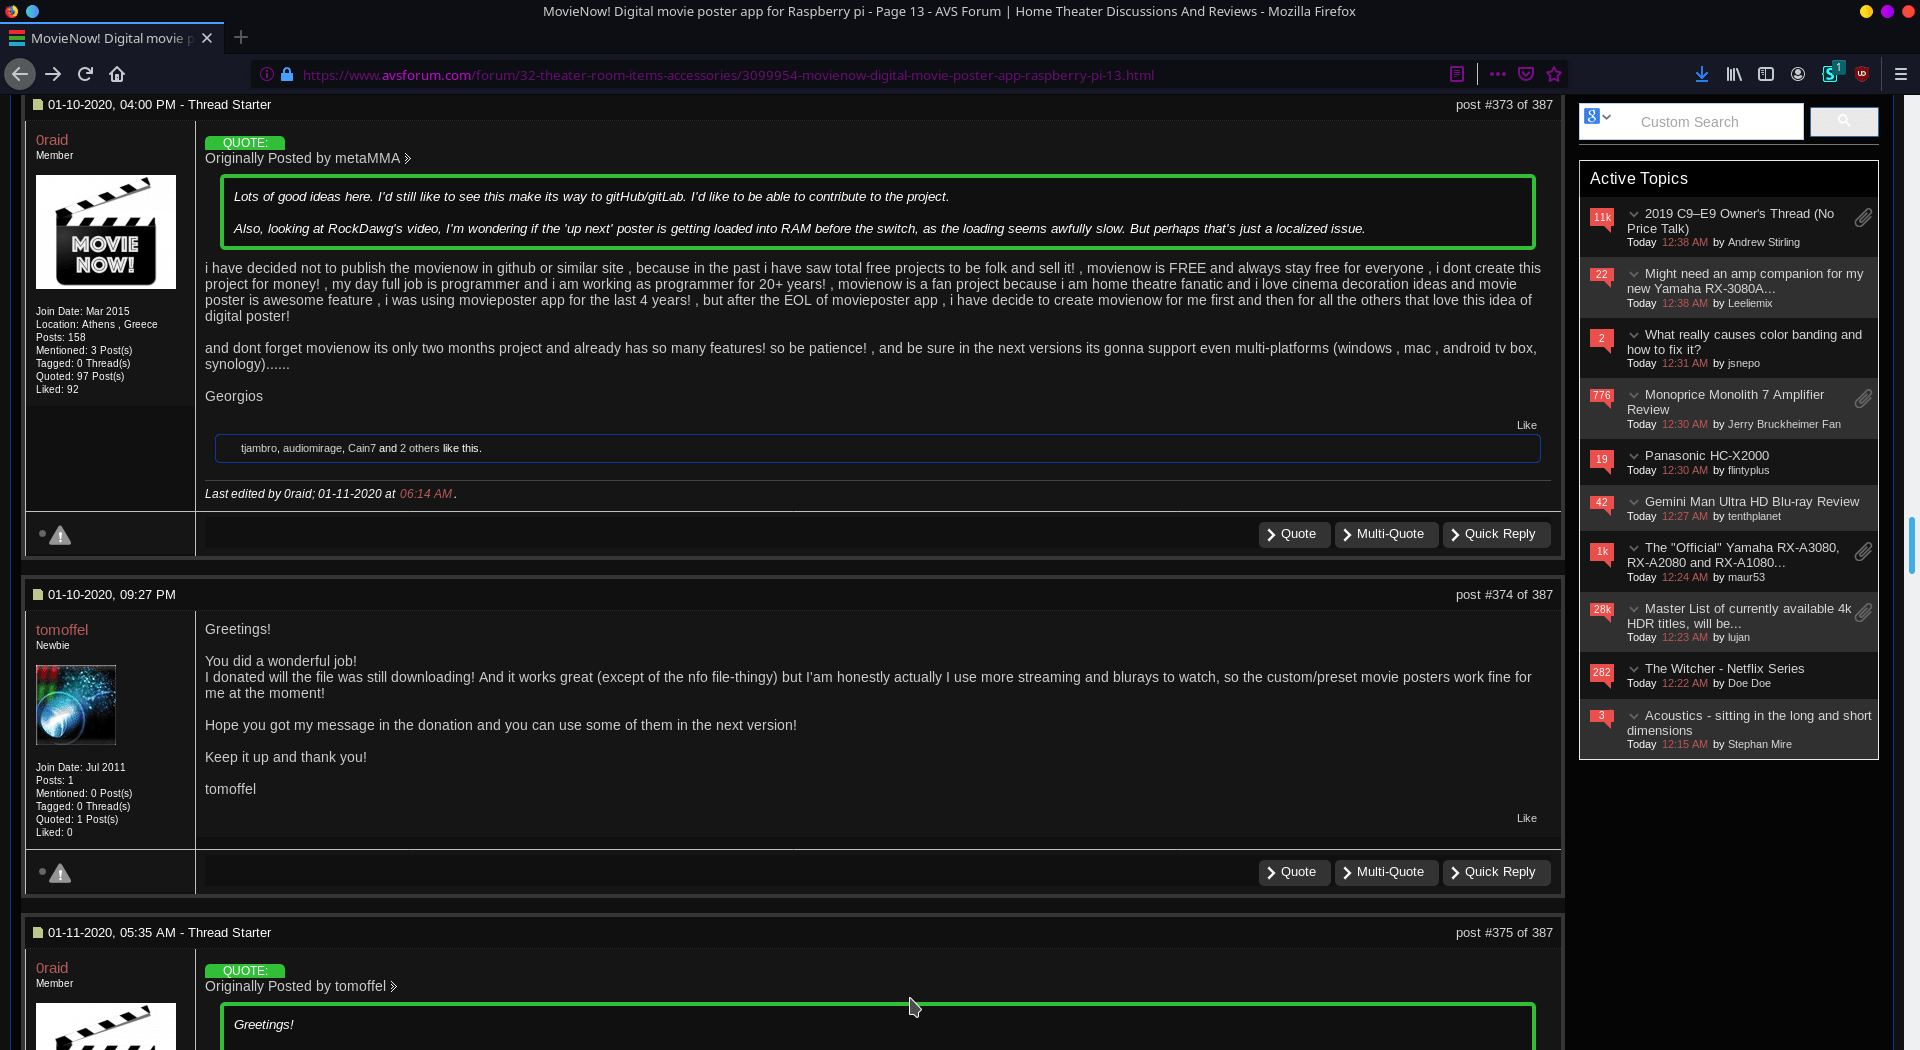 MovieNow! Digital movie poster app for Raspberry pi - Page 13 - AVS Forum | Home Theater Discussions And Reviews - Mozilla Firefox
MovieNow! Digital movie p
https://www.avsforum.com/forum/32-theater-room-items-accessories/3099954-movienow-digital-movie-poster-app-raspberry-pi-13.html
1
01-10-2020, 04:00 PM - Thread Starter
post #373 of 387
0raid
Member
MOVIE
NOW!
Join Date: Mar 2015
Location: Athens , Greece
Posts: 158
Mentioned: 3 Post(s)
Tagged: 0 Thread(s)
Quoted: 97 Post(s)
Liked: 92
QUOTE:
Originally Posted by metaMMA
Lots of good ideas here. I'd still like to see this make its way to gitHub/gitLab. I'd like to be able to contribute to the project.
Also, looking at RockDawg's video, I'm wondering if the 'up next' poster is getting loaded into RAM before the switch, as the loading seems awfully slow. But perhaps that's just a localized issue.
i have decided not to publish the movienow in github or similar site , because in the past i have saw total free projects to be folk and sell it! , movienow is FREE and always stay free for everyone , i dont create this
project for money! , my day full job is programmer and i am working as programmer for 20+ years! , movienow is a fan project because i am home theatre fanatic and i love cinema decoration ideas and movie
poster is awesome feature , i was using movieposter app for the last 4 years! , but after the EOL of movieposter app , i have decide to create movienow for me first and then for all the others that love this idea of
digital poster!
and dont forget movienow its only two months project and already has so many features! so be patience! , and be sure in the next versions its gonna support even multi-platforms (windows , mac , android tv box,
synology)......
Georgios
Like
tjambro, audiomirage, Cain7 and 2 others like this.
Last edited by 0raid; 01-11-2020 at 06:14 AM.
Quote
Multi-Quote
Quick Reply
01-10-2020, 09:27 PM
post #374 of 387
tomoffel
Newbie
Join Date: Jul 2011
Posts: 1
Mentioned: 0 Post(s)
Tagged: 0 Thread(s)
Quoted: 1 Post(s)
Liked: 0
Greetings!
You did a wonderful job!
I donated will the file was still downloading! And it works great (except of the nfo file-thingy) but I'am honestly actually I use more streaming and blurays to watch, so the custom/preset movie posters work fine for
me at the moment!
Hope you got my message in the donation and you can use some of them in the next version!
Keep it up and thank you!
tomoffel
Like
Quote
Multi-Quote
Quick Reply
01-11-2020, 05:35 AM - Thread Starter
post #375 of 387
0raid
Member
QUOTE:
Originally Posted by tomoffel
Greetings!
8
Custom Search
Active Topics
11k
2019 C9–E9 Owner's Thread (No
Price Talk)
Today 12:38 AM by Andrew Stirling
22
Might need an amp companion for my
new Yamaha RX-3080A...
Today 12:38 AM by Leeliemix
2
What really causes color banding and
how to fix it?
Today 12:31 AM by jsnepo
776
Monoprice Monolith 7 Amplifier
Review
Today 12:30 AM by Jerry Bruckheimer Fan
19
Panasonic HC-X2000
Today 12:30 AM by flintyplus
42
Gemini Man Ultra HD Blu-ray Review
Today 12:27 AM by tenthplanet
1k
The "Official" Yamaha RX-A3080,
RX-A2080 and RX-A1080...
Today 12:24 AM by maur53
28k
Master List of currently available 4k
HDR titles, will be...
Today 12:23 AM by lujan
282
The Witcher - Netflix Series
Today 12:22 AM by Doe Doe
3
Acoustics - sitting in the long and short
dimensions
Today 12:15 AM by Stephan Mire